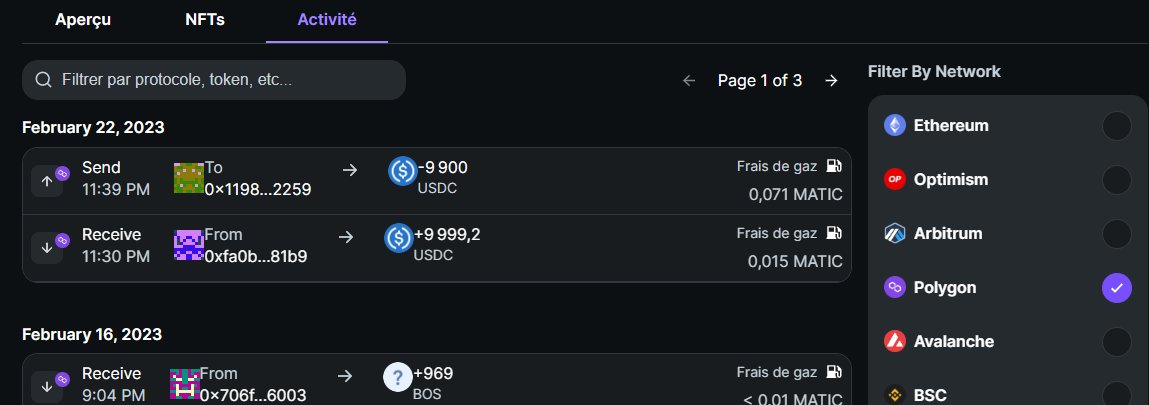 Aperçu NFTs Activité
Filtrer par protocole, token, etc...
Page 1 of 3
Filter By Network
February 22, 2023
Send
11:39 PM
To
0×1198...2259
-9 900
USDC
Frais de gaz
0,071 MATIC
Receive
11:30 PM
From
0xfa0b...81b9
+9 999,2
USDC
Frais de gaz
0,015 MATIC
February 16, 2023
Receive
9:04 PM
From
0×706f...6003
?
+969
BOS
Frais de gaz
< 0,01 MATIC
Ethereum
OP
Optimism
Arbitrum
Polygon
Avalanche
BSC